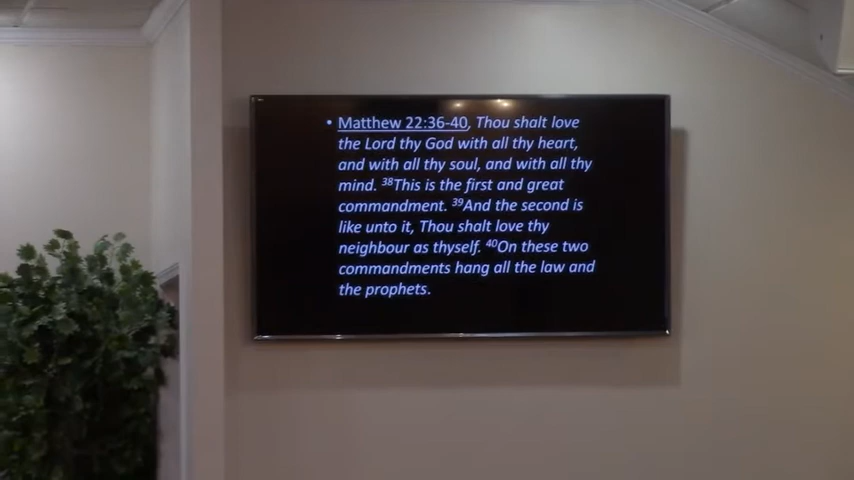 • Matthew 22:36-40, Thou shalt love
the Lord thy God with all thy heart,
and with all thy soul, and with all thy
mind. ³⁸This is the first and great
commandment. ³⁹And the second is
like unto it, Thou shalt love thy
neighbour as thyself. ⁴⁰On these two
commandments hang all the law and
the prophets.